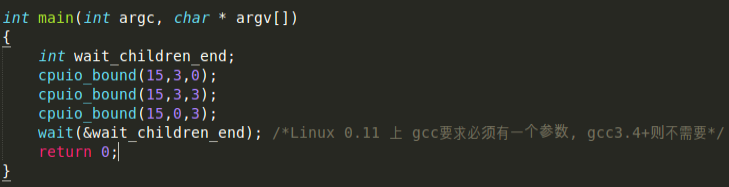 int main(int argc, char * argv[])
{
    int wait_children_end;
    cpuio_bound(15,3,0);
    cpuio_bound(15,3,3);
    cpuio_bound(15,0,3);
    wait(&wait_children_end); /*Linux 0.11 上 gcc要求必须有一个参数, gcc3.4+则不需要*/
    return 0;
}